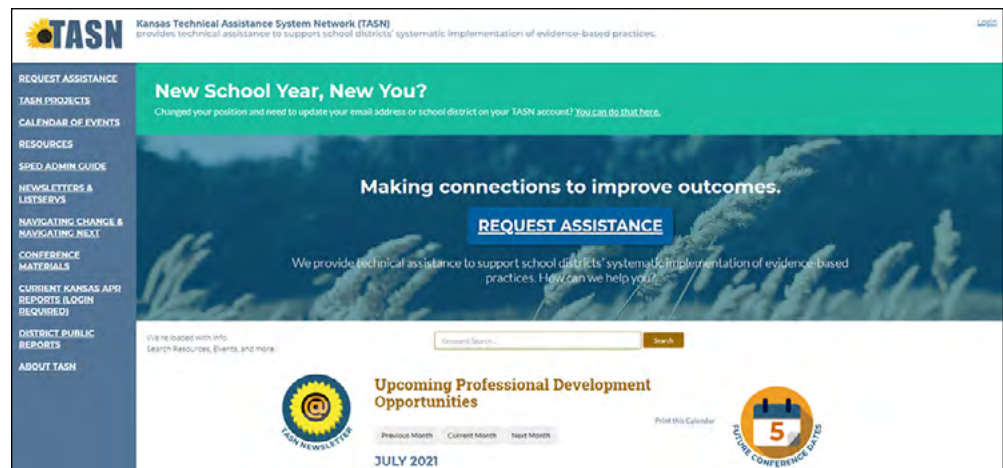 TASN
Kansas Technical Assistance System Network (TASN)
provides technical assistance to support school districts' systematic implementation of evidence-based practices.
Login
REQUEST ASSISTANCE
TASN PROJECTS
CALENDAR OF EVENTS
RESOURCES
SPED ADMIN GUIDE
NEWSLETTERS &
LISTSERVS
NAVIGATING CHANGE &
NAVIGATING NEXT
CONFERENCE
MATERIALS
CURRENT KANSAS APR
REPORTS (LOGIN
REQUIRED)
DISTRICT PUBLIC
REPORTS
ABOUT TASN
New School Year, New You?
Changed your position and need to update your email address or school district on your TASN account? You can do that here.
Making connections to improve outcomes.
REQUEST ASSISTANCE
We provide technical assistance to support school districts' systematic implementation of evidence-based
practices. How can we help you?
We're loaded with info.
Search Resources, Events, and more
Keyword Search...
Search
@
TASN NEWSLETTER
Upcoming Professional Development
Opportunities
Print this Calendar
Previous Month Current Month Next Month
JULY 2021
5
FUTURE CONFERENCE DATES